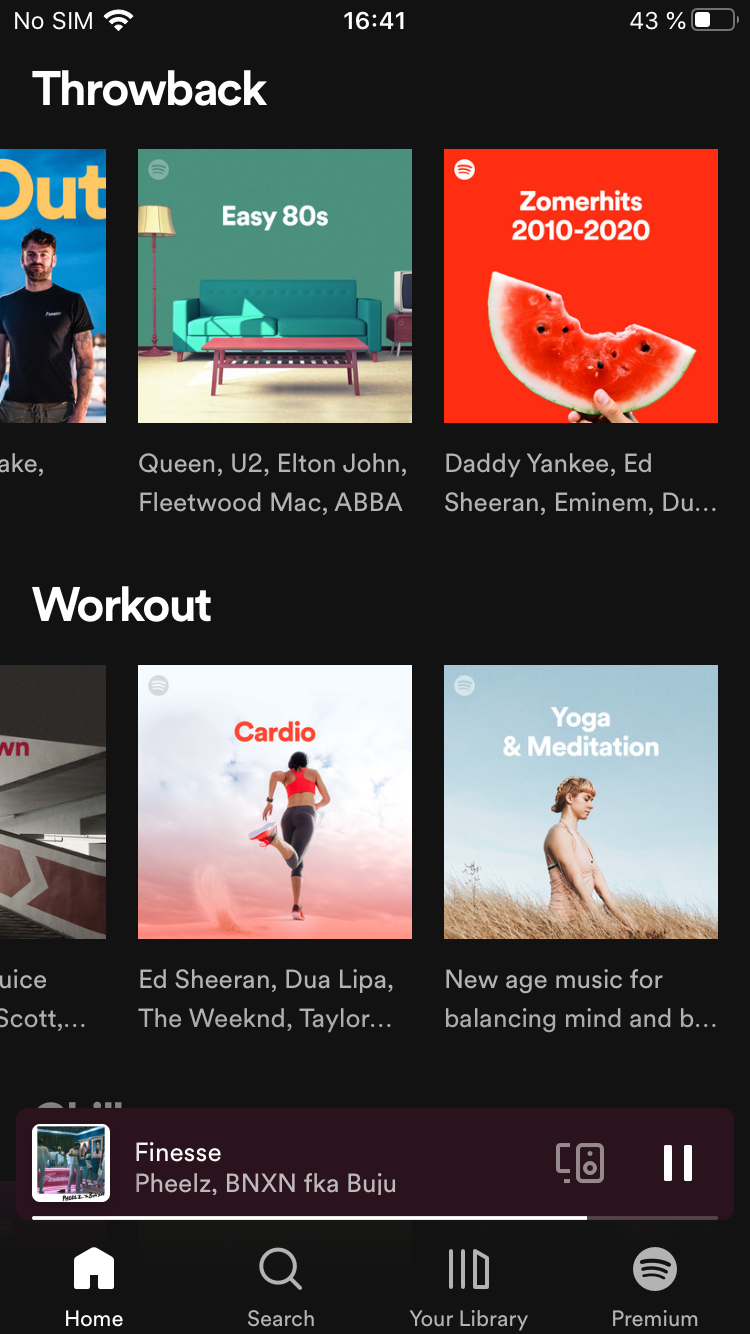 No SIM 16:41 43 %
Throwback
Out
Easy 80s
Zomerhits
2010-2020
ake,
Queen, U2, Elton John,
Fleetwood Mac, ABBA
Daddy Yankee, Ed
Sheeran, Eminem, Du...
Workout
wn
Cardio
Yoga
& Meditation
uice
Scott,...
Ed Sheeran, Dua Lipa,
The Weeknd, Taylor...
New age music for
balancing mind and b...
Finesse
Pheelz, BNXN fka Buju
Home
Search
Your Library
Premium